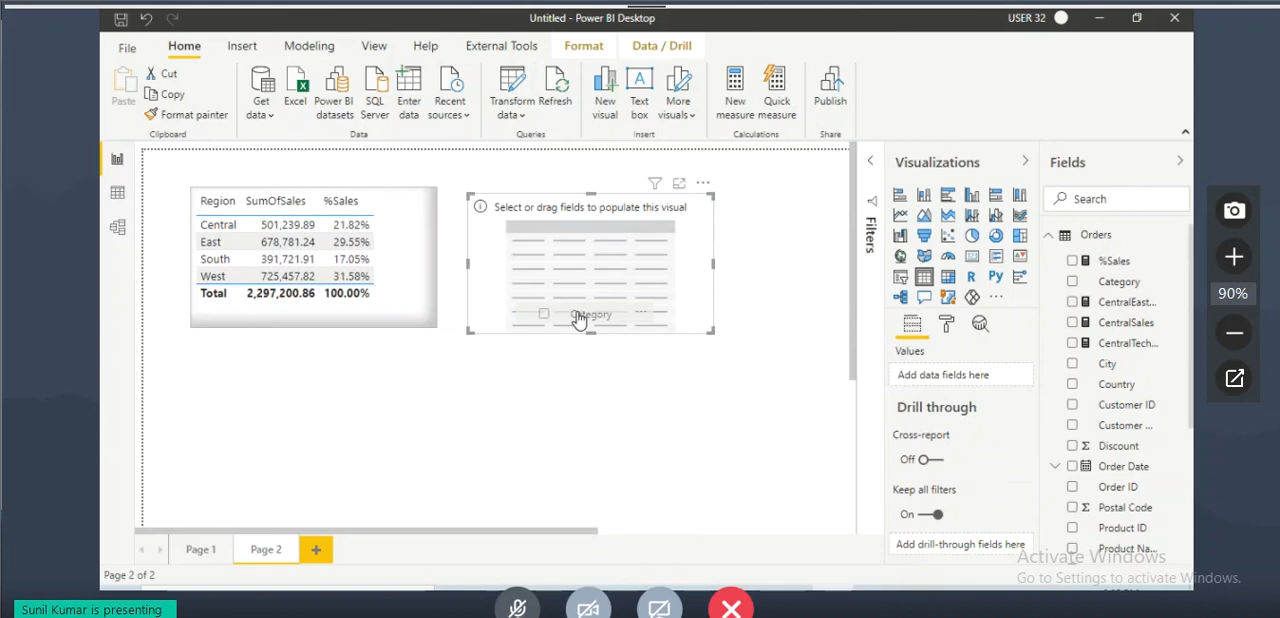 Untitled - Power BI Desktop
USER 32
File
Home
Insert
Modeling
View
Help
External Tools
Format
Data / Drill
Paste
Cut
Copy
Format painter
Clipboard
Get data
Excel
Power BI datasets
SQL Server
Enter data
Recent sources
Data
Transform data
Refresh
Queries
New visual
Text box
More visuals
Insert
New measure
Quick measure
Calculations
Publish
Share
Region SumOfSales %Sales
Central 501,239.89 21.82%
East 678,781.24 29.55%
South 391,721.91 17.05%
West 725,457.82 31.58%
Total 2,297,200.86 100.00%
Select or drag fields to populate this visual
Category
Filters
Visualizations
R
Py
Values
Add data fields here
Drill through
Cross-report
Off
Keep all filters
On
Add drill-through fields here
Fields
Search
Orders
%Sales
Category
CentralEast,...
CentralSales
CentralTech...
City
Country
Customer ID
Customer ...
Discount
Order Date
Order ID
Postal Code
Product ID
Product Na...
90%
Page 1
Page 2
Page 2 of 2
Activate Windows
Go to Settings to activate Windows.
Sunil Kumar is presenting